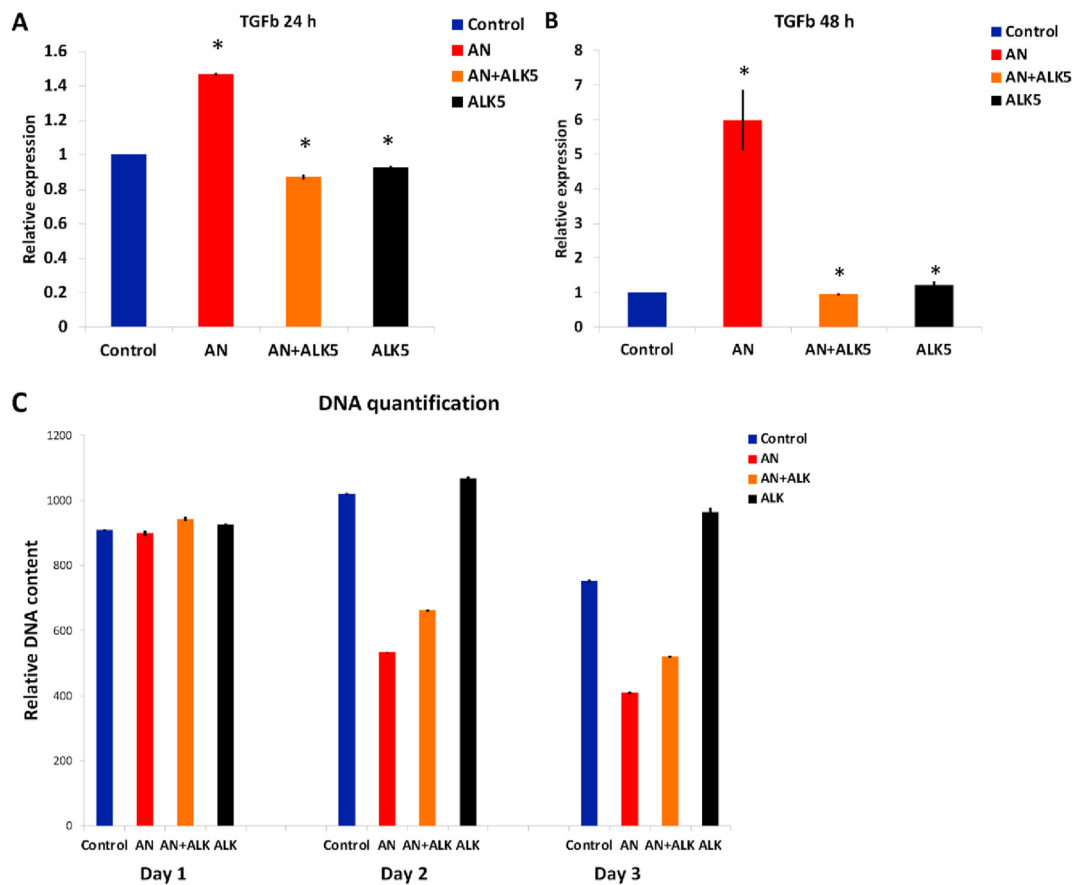 A
TGFb 24 h
Control
AN
AN+ALK5
ALK5
Relative expression
1.6
1.4
1.2
1
0.8
0.6
0.4
0.2
0
*
*
*
Control AN AN+ALK5 ALK5
B
TGFb 48 h
Control
AN
AN+ALK5
ALK5
Relative expression
8
7
6
5
4
3
2
1
0
*
*
*
Control AN AN+ALK5 ALK5
C
DNA quantification
Control
AN
AN+ALK
ALK
Relative DNA content
1200
1000
800
600
400
200
0
Control AN AN+ALK ALK Control AN AN+ALK ALK Control AN AN+ALK ALK
Day 1 Day 2 Day 3